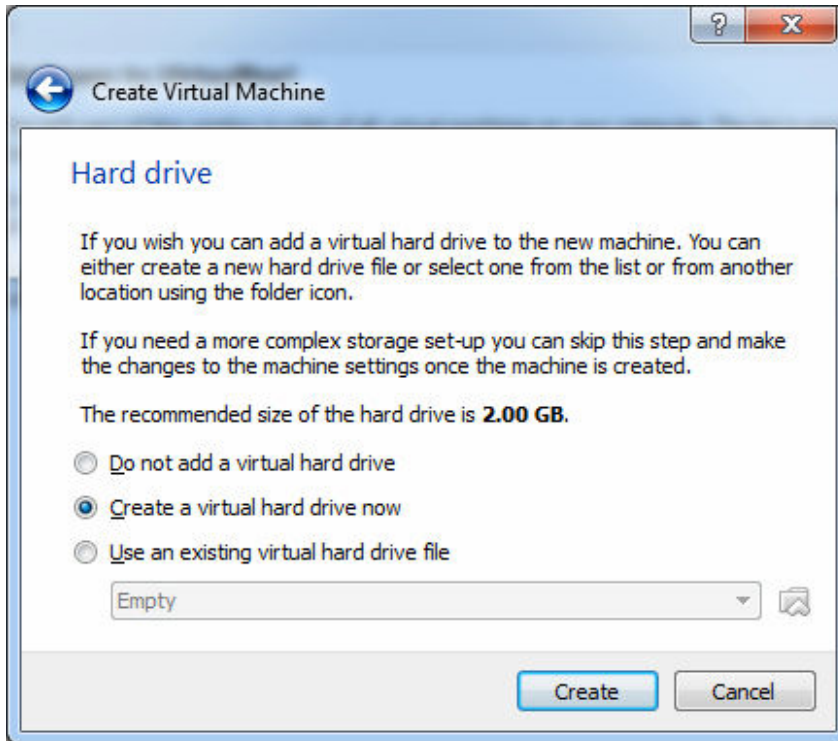 Create Virtual Machine
Hard drive
If you wish you can add a virtual hard drive to the new machine. You can
either create a new hard drive file or select one from the list or from another
location using the folder icon.
If you need a more complex storage set-up you can skip this step and make
the changes to the machine settings once the machine is created.
The recommended size of the hard drive is 2.00 GB.
Do not add a virtual hard drive
Create a virtual hard drive now
Use an existing virtual hard drive file
Empty
Create Cancel